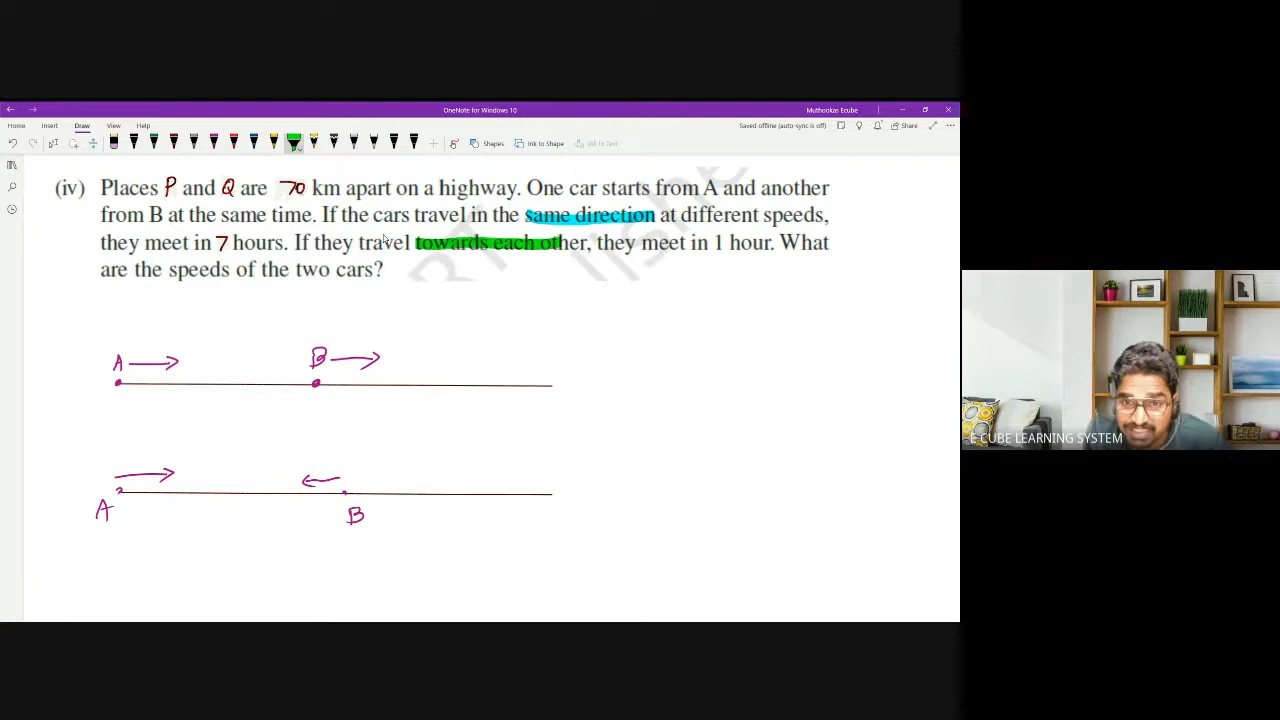 OneNote for Windows 10
Muthookas Ecube
Home Insert Draw View Help
Saved offline (auto-sync is off)
Share
Shapes
Ink to Shape
Ink to Text
(iv) Places P and Q are 70 km apart on a highway. One car starts from A and another
from B at the same time. If the cars travel in the same direction at different speeds,
they meet in 7 hours. If they travel towards each other, they meet in 1 hour. What
are the speeds of the two cars?
A B
A B
E CUBE LEARNING SYSTEM